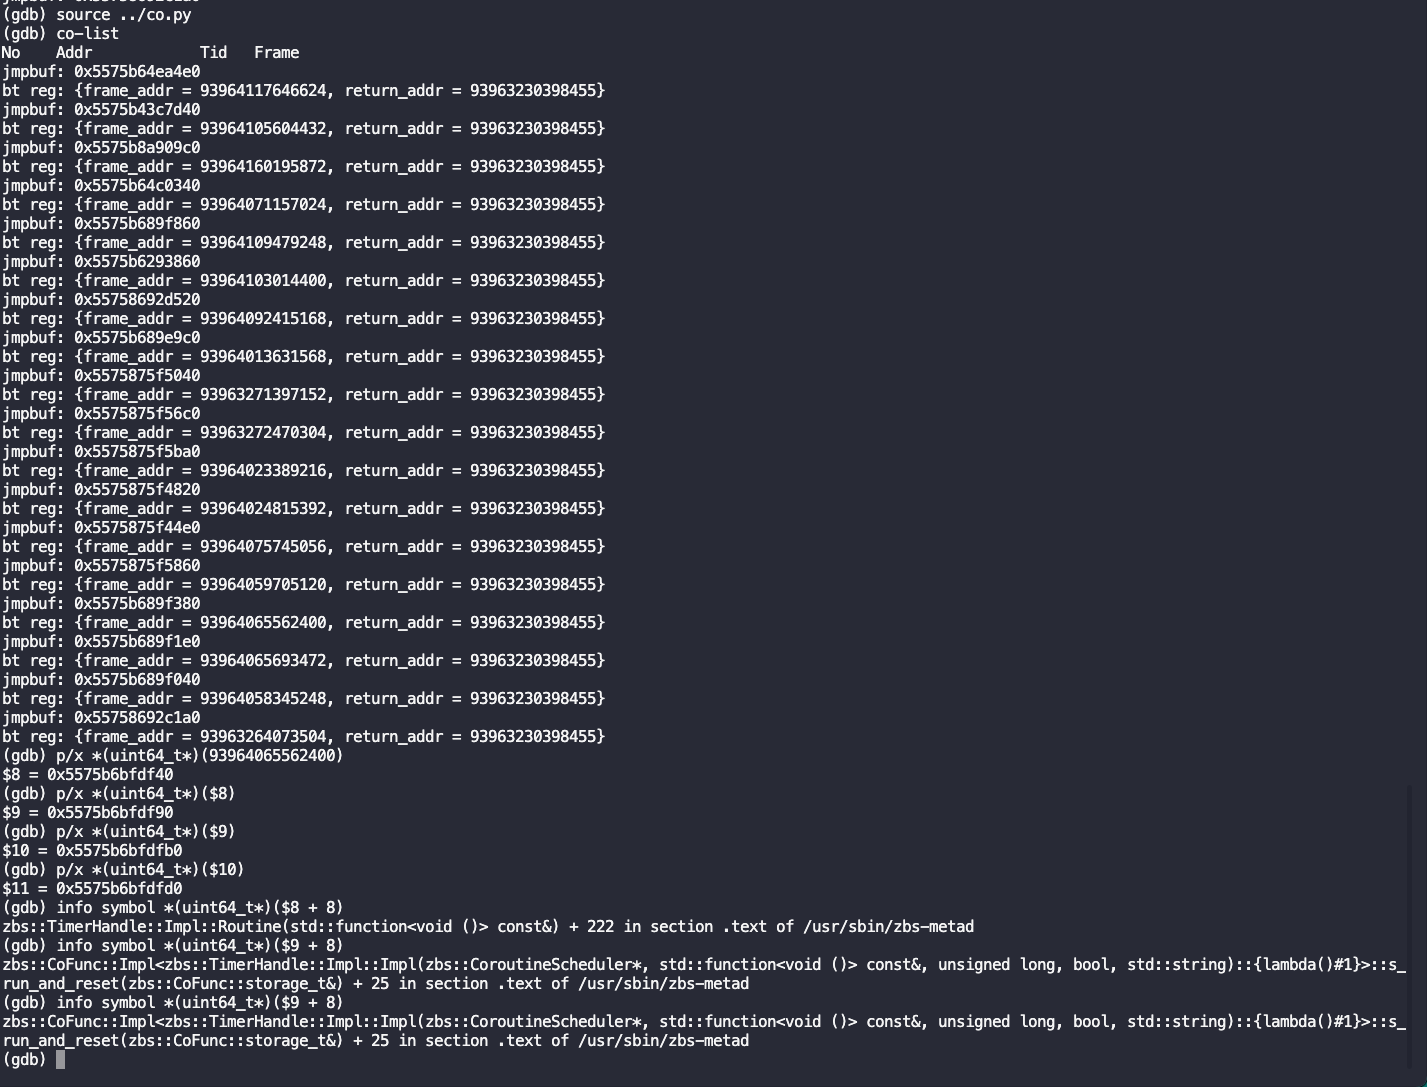 (gdb) source ../co.py
(gdb) co-list
No    Addr            Tid   Frame
jmpbuf: 0x5575b64ea4e0
bt reg: {frame_addr = 93964117646624, return_addr = 93963230398455}
jmpbuf: 0x5575b43c7d40
bt reg: {frame_addr = 93964105604432, return_addr = 93963230398455}
jmpbuf: 0x5575b8a909c0
bt reg: {frame_addr = 93964160195872, return_addr = 93963230398455}
jmpbuf: 0x5575b64c0340
bt reg: {frame_addr = 93964071157024, return_addr = 93963230398455}
jmpbuf: 0x5575b689f860
bt reg: {frame_addr = 93964109479248, return_addr = 93963230398455}
jmpbuf: 0x5575b6293860
bt reg: {frame_addr = 93964103014400, return_addr = 93963230398455}
jmpbuf: 0x55758692d520
bt reg: {frame_addr = 93964092415168, return_addr = 93963230398455}
jmpbuf: 0x5575b689e9c0
bt reg: {frame_addr = 93964013631568, return_addr = 93963230398455}
jmpbuf: 0x5575875f5040
bt reg: {frame_addr = 93963271397152, return_addr = 93963230398455}
jmpbuf: 0x5575875f56c0
bt reg: {frame_addr = 93963272470304, return_addr = 93963230398455}
jmpbuf: 0x5575875f5ba0
bt reg: {frame_addr = 93964023389216, return_addr = 93963230398455}
jmpbuf: 0x5575875f4820
bt reg: {frame_addr = 93964024815392, return_addr = 93963230398455}
jmpbuf: 0x5575875f44e0
bt reg: {frame_addr = 93964075745056, return_addr = 93963230398455}
jmpbuf: 0x5575875f5860
bt reg: {frame_addr = 93964059705120, return_addr = 93963230398455}
jmpbuf: 0x5575b689f380
bt reg: {frame_addr = 93964065562400, return_addr = 93963230398455}
jmpbuf: 0x5575b689f1e0
bt reg: {frame_addr = 93964065693472, return_addr = 93963230398455}
jmpbuf: 0x5575b689f040
bt reg: {frame_addr = 93964058345248, return_addr = 93963230398455}
jmpbuf: 0x55758692c1a0
bt reg: {frame_addr = 93963264073504, return_addr = 93963230398455}
(gdb) p/x *(uint64_t*)(93964065562400)
$8 = 0x5575b6bfdf40
(gdb) p/x *(uint64_t*)($8)
$9 = 0x5575b6bfdf90
(gdb) p/x *(uint64_t*)($9)
$10 = 0x5575b6bfdfb0
(gdb) p/x *(uint64_t*)($10)
$11 = 0x5575b6bfdfd0
(gdb) info symbol *(uint64_t*)($8 + 8)
zbs::TimerHandle::Impl::Routine(std::function<void ()> const&) + 222 in section .text of /usr/sbin/zbs-metad
(gdb) info symbol *(uint64_t*)($9 + 8)
zbs::CoFunc::Impl<zbs::TimerHandle::Impl::Impl(zbs::CoroutineScheduler*, std::function<void ()> const&, unsigned long, bool, std::string)::{lambda()#1}>::s_
run_and_reset(zbs::CoFunc::storage_t&) + 25 in section .text of /usr/sbin/zbs-metad
(gdb) info symbol *(uint64_t*)($9 + 8)
zbs::CoFunc::Impl<zbs::TimerHandle::Impl::Impl(zbs::CoroutineScheduler*, std::function<void ()> const&, unsigned long, bool, std::string)::{lambda()#1}>::s_
run_and_reset(zbs::CoFunc::storage_t&) + 25 in section .text of /usr/sbin/zbs-metad
(gdb)